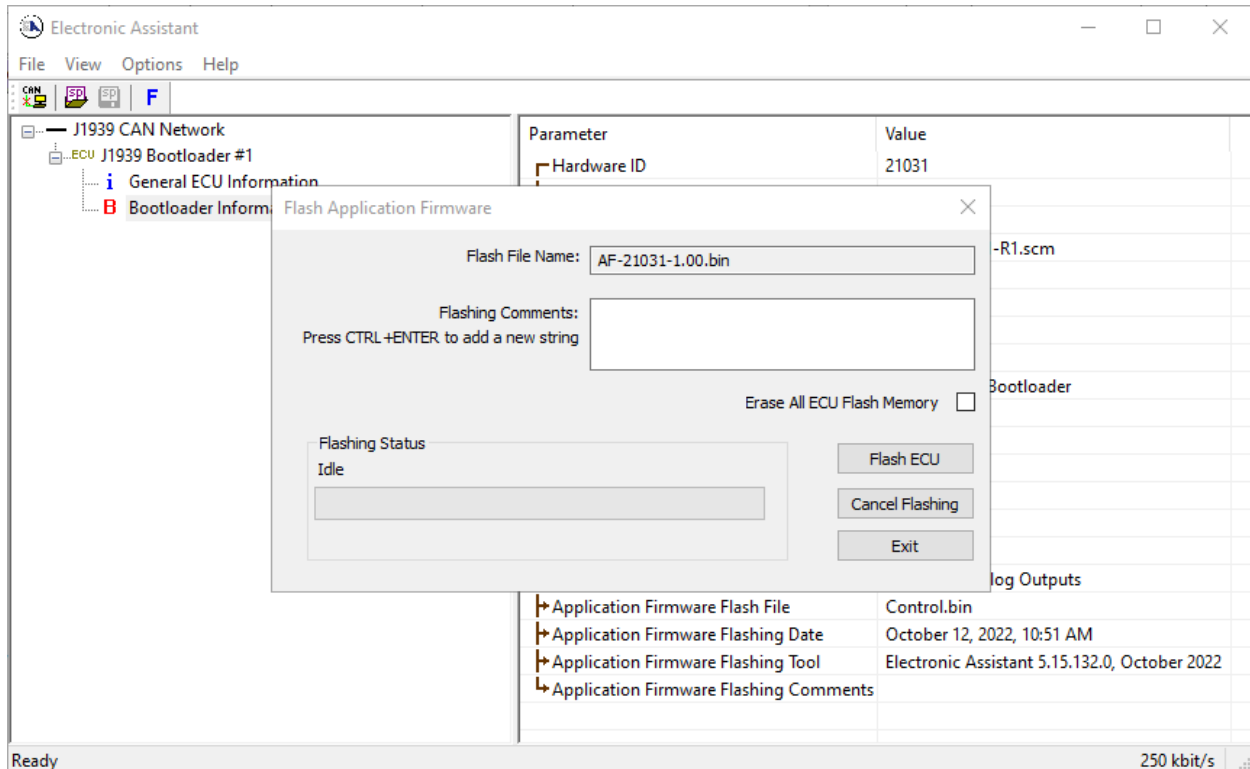 Electronic Assistant
File View Options Help
CAN SP SP F
J1939 CAN Network
ECU J1939 Bootloader #1
i General ECU Information
B Bootloader Informa
Parameter Value
Hardware ID 21031
-R1.scm
Bootloader
log Outputs
Application Firmware Flash File Control.bin
Application Firmware Flashing Date October 12, 2022, 10:51 AM
Application Firmware Flashing Tool Electronic Assistant 5.15.132.0, October 2022
Application Firmware Flashing Comments
Flash Application Firmware
Flash File Name: AF-21031-1.00.bin
Flashing Comments:
Press CTRL+ENTER to add a new string
Erase All ECU Flash Memory
Flashing Status
Idle
Flash ECU
Cancel Flashing
Exit
Ready 250 kbit/s